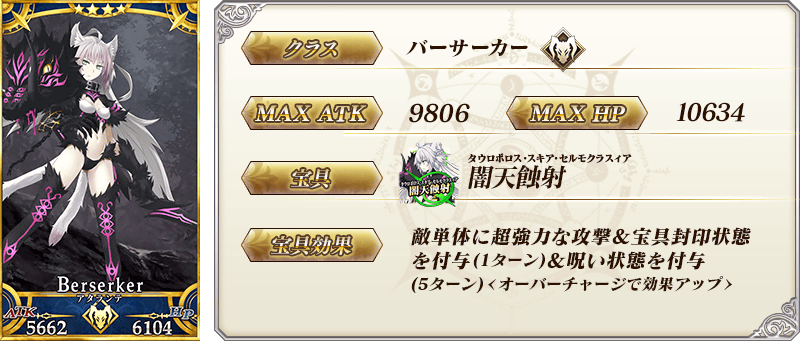 Berserker
アタランテ
ATK 5662 6104 HP
クラス バーサーカー
MAX ATK 9806 MAX HP 10634
宝具 タウロポロス・スキア・セルモクラスィア
闇天蝕射
闇天蝕射
宝具効果 敵単体に超強力な攻撃&宝具封印状態
を付与(1ターン)&呪い状態を付与
(5ターン)<オーバーチャージで効果アップ>